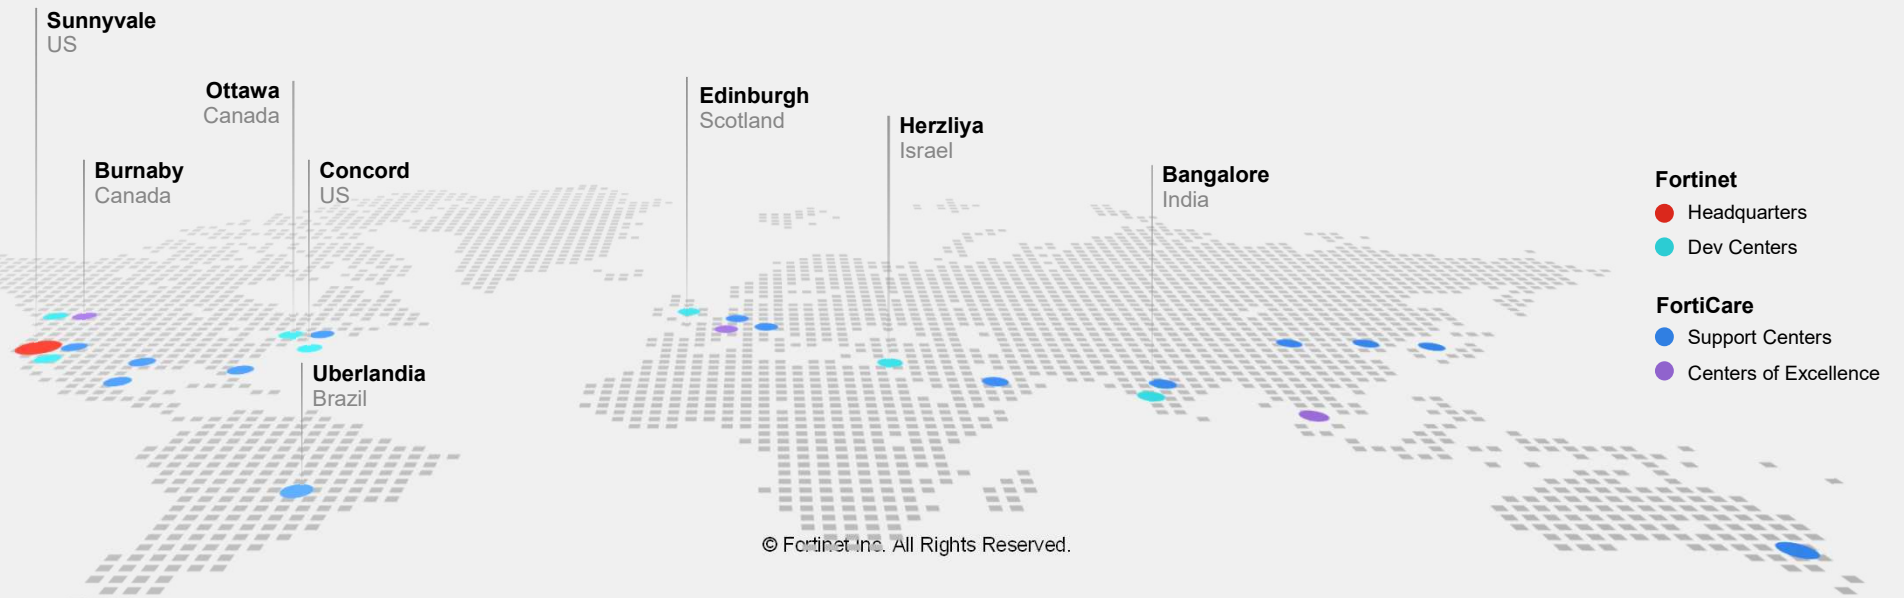 Sunnyvale
US
Ottawa
Canada
Burnaby
Canada
Concord
US
Uberlandia
Brazil
Edinburgh
Scotland
Herzliya
Israel
Bangalore
India
Fortinet
Headquarters
Dev Centers
FortiCare
Support Centers
Centers of Excellence
© Fortinet Inc. All Rights Reserved.